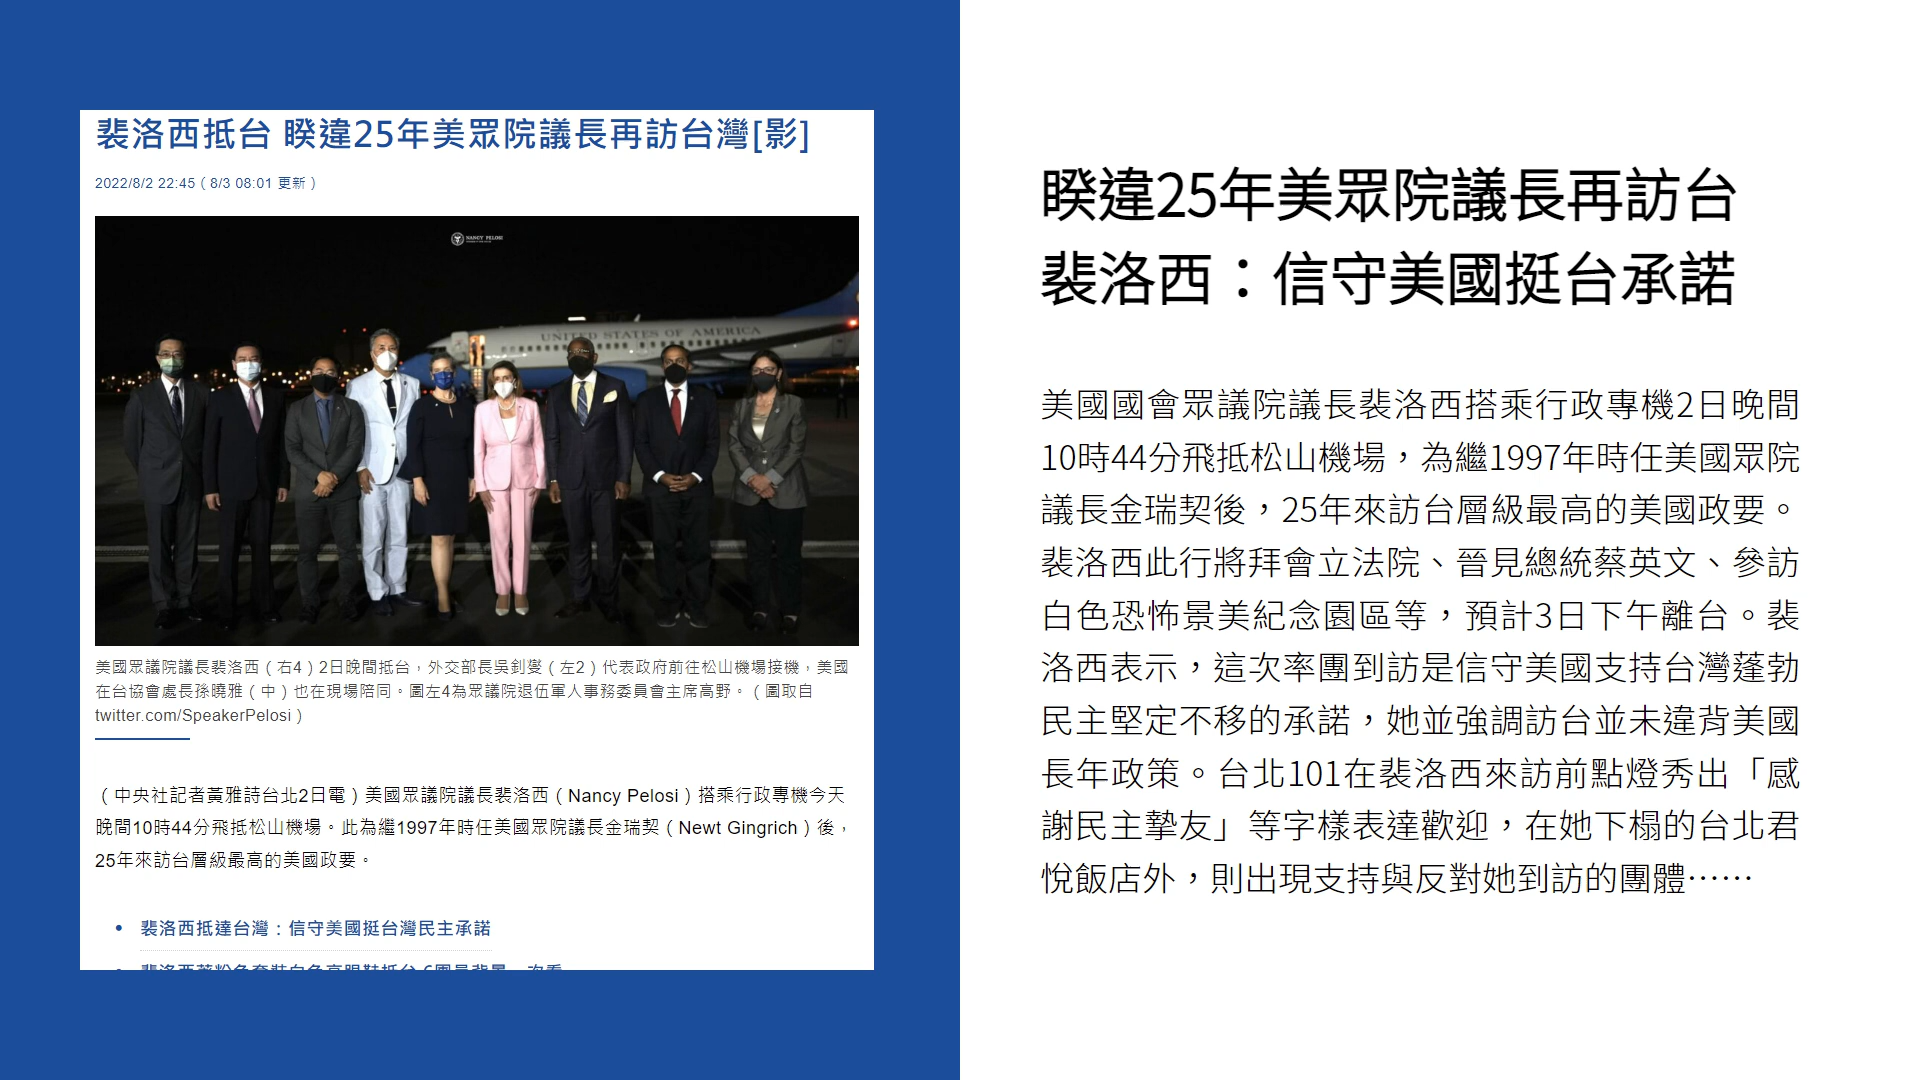 裴洛西抵台 睽違25年美眾院議長再訪台灣[影]
2022/8/2 22:45（8/3 08:01 更新）
NANCY PELOSI
UNITED STATES OF AMERICA
美國眾議院議長裴洛西（右4）2日晚間抵台，外交部長吳釗燮（左2）代表政府前往松山機場接機，美國
在台協會處長孫曉雅（中）也在現場陪同。圖左4為眾議院退伍軍人事務委員會主席高野。（圖取自
twitter.com/SpeakerPelosi）
（中央社記者黃雅詩台北2日電）美國眾議院議長裴洛西（Nancy Pelosi）搭乘行政專機今天
晚間10時44分飛抵松山機場。此為繼1997年時任美國眾院議長金瑞契（Newt Gingrich）後，
25年來訪台層級最高的美國政要。
• 裴洛西抵達台灣：信守美國挺台灣民主承諾
睽違25年美眾院議長再訪台
裴洛西：信守美國挺台承諾
美國國會眾議院議長裴洛西搭乘行政專機2日晚間
10時44分飛抵松山機場，為繼1997年時任美國眾院
議長金瑞契後，25年來訪台層級最高的美國政要。
裴洛西此行將拜會立法院、晉見總統蔡英文、參訪
白色恐怖景美紀念園區等，預計3日下午離台。裴
洛西表示，這次率團到訪是信守美國支持台灣蓬勃
民主堅定不移的承諾，她並強調訪台並未違背美國
長年政策。台北101在裴洛西來訪前點燈秀出「感
謝民主摯友」等字樣表達歡迎，在她下榻的台北君
悅飯店外，則出現支持與反對她到訪的團體⋯⋯